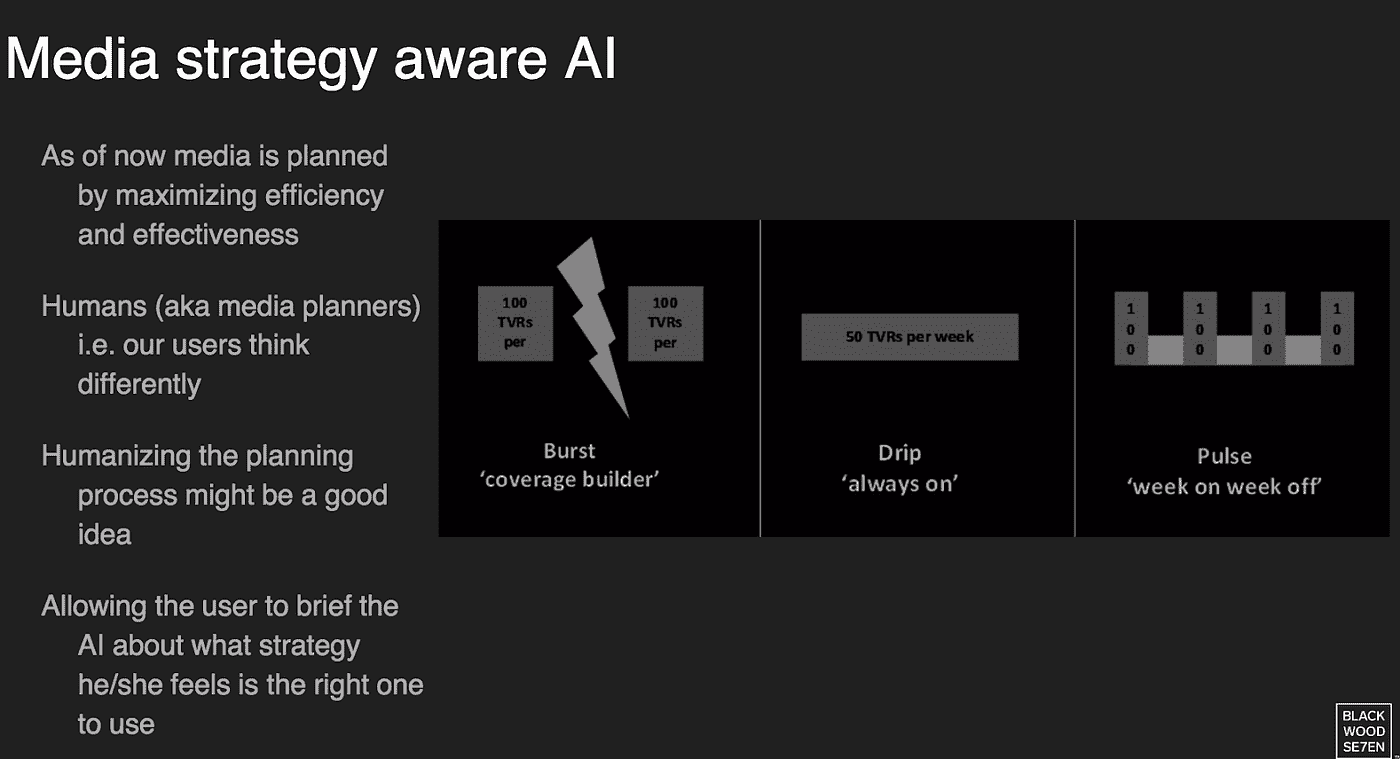 Media strategy aware AI
As of now media is planned
by maximizing efficiency
and effectiveness
Humans (aka media planners)
i.e. our users think
differently
Humanizing the planning
process might be a good
idea
Allowing the user to brief the
AI about what strategy
he/she feels is the right one
to use
100
TVRs
per
100
TVRs
per
Burst
‘coverage builder’
50 TVRs per week
Drip
‘always on’
1
0
0
1
0
0
1
0
0
1
0
0
Pulse
‘week on week off’
BLACK
WOOD
SE7EN